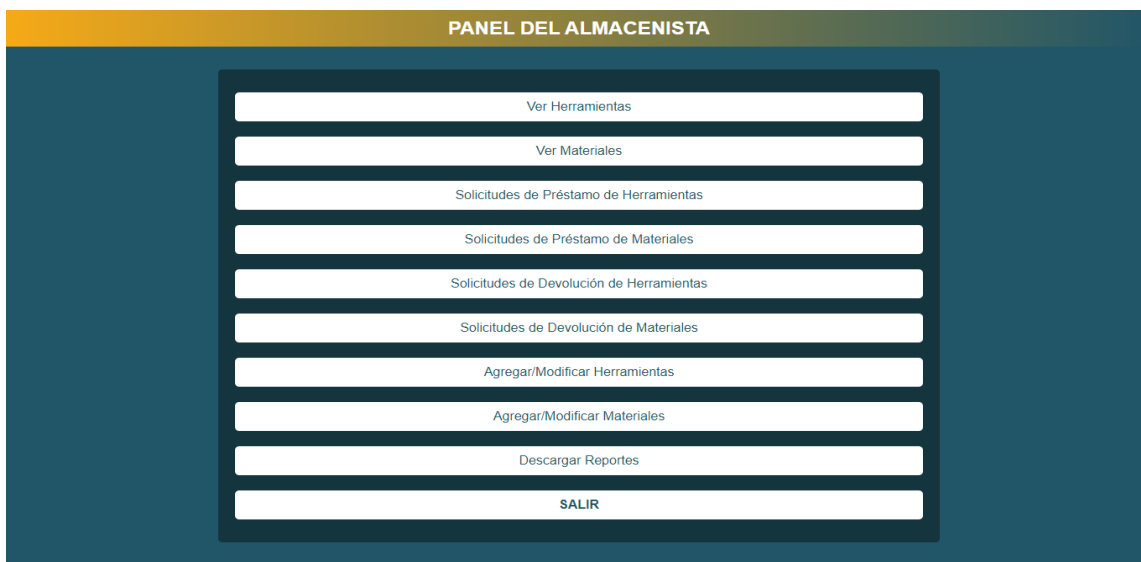 PANEL DEL ALMACENISTA
Ver Herramientas
Ver Materiales
Solicitudes de Préstamo de Herramientas
Solicitudes de Préstamo de Materiales
Solicitudes de Devolución de Herramientas
Solicitudes de Devolución de Materiales
Agregar/Modificar Herramientas
Agregar/Modificar Materiales
Descargar Reportes
SALIR